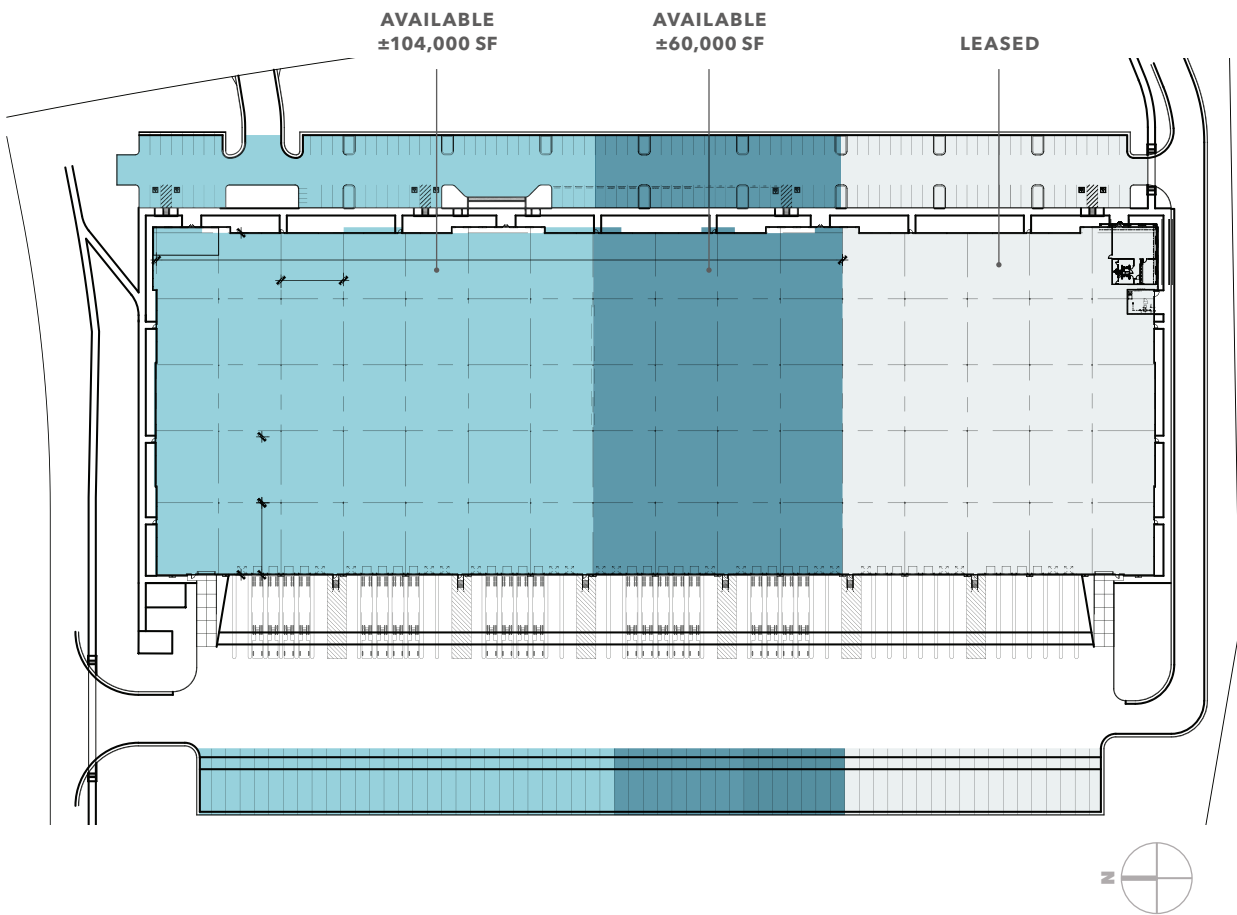 AVAILABLE
±104,000 SF
AVAILABLE
±60,000 SF
LEASED
N